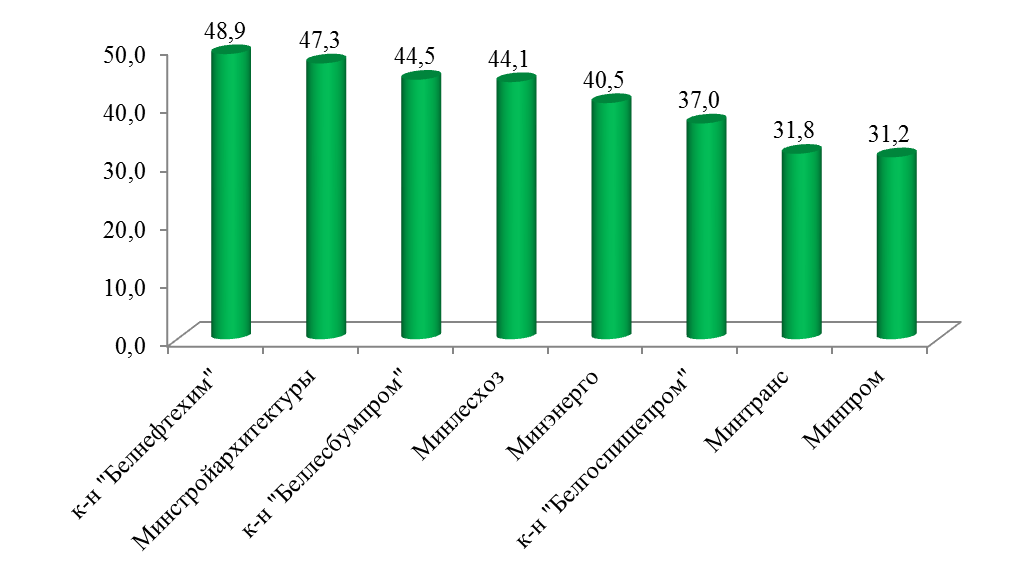 48,9
47,3
44,5
44,1
40,5
37,0
31,8
31,2
50,0
40,0
30,0
20,0
10,0
0,0
к-н "Белнефтехим"
Минстройархитектуры
к-н "Беллесбумпром"
Минлесхоз
Минэнерго
к-н "Белгоспищепром"
Минтранс
Минпром